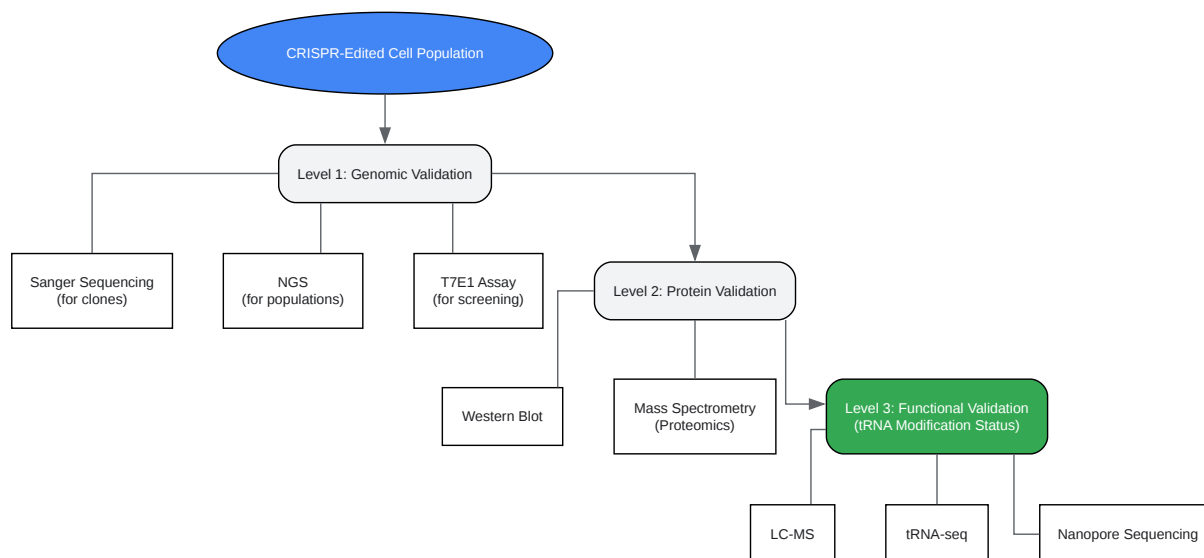 CRISPR-Edited Cell Population
Level 1: Genomic Validation
Sanger Sequencing
(for clones)
NGS
(for populations)
T7E1 Assay
(for screening)
Level 2: Protein Validation
Western Blot
Mass Spectrometry
(Proteomics)
Level 3: Functional Validation
(tRNA Modification Status)
LC-MS
tRNA-seq
Nanopore Sequencing